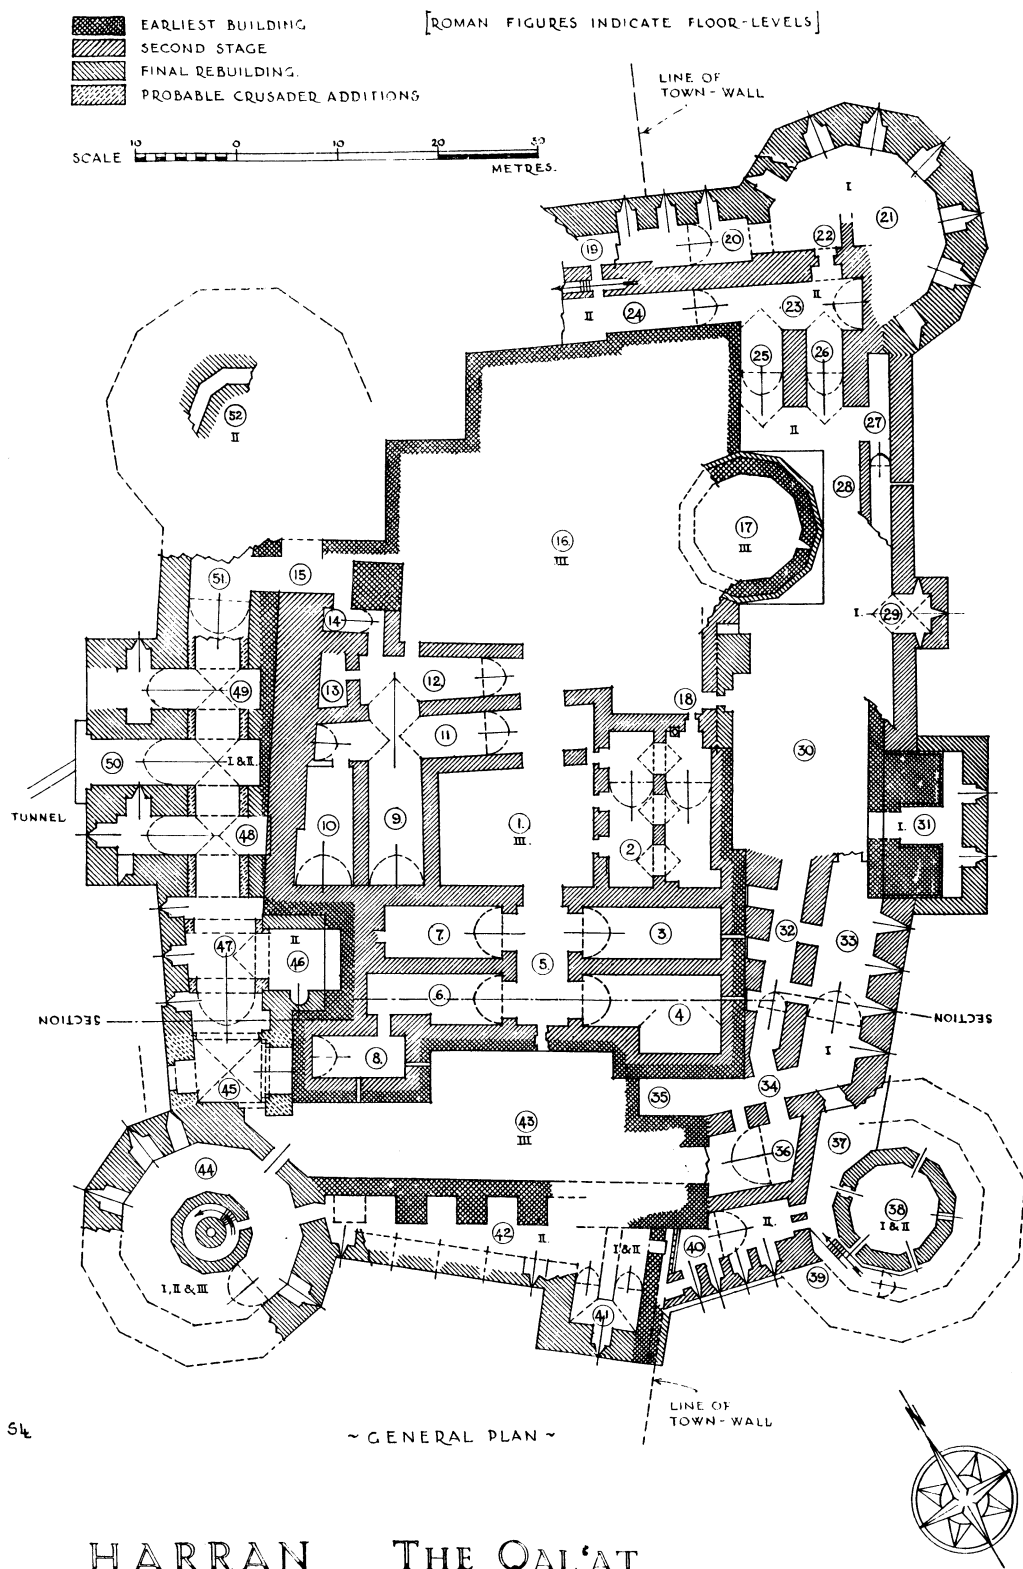 EARLIEST BUILDING
[ROMAN FIGURES INDICATE FLOOR-LEVELS]
SECOND STAGE
FINAL REBUILDING.
PROBABLE CRUSADER ADDITIONS
LINE OF
TOWN-WALL
SCALE 10 0 10 20 30
METRES.
I.
21
22
19
20
II
23
II
24
25
26
52
II
27
II.
28
17
III
16.
III
51.
15
14
I.
29
13
12
18
49
11
50
I & II.
30
TUNNEL
48
10
9
1.
III.
2
I.
31
32
33
7.
3
47
II
46
5.
6.
4
SECTION
SECTION
8.
I
45
34
35
43
III
36
37
44
38
I & II
42
II.
II.
I & II
40
39
I, II & III
41
LINE OF
TOWN-WALL
~ GENERAL PLAN ~
HARRAN THE QAL'AT